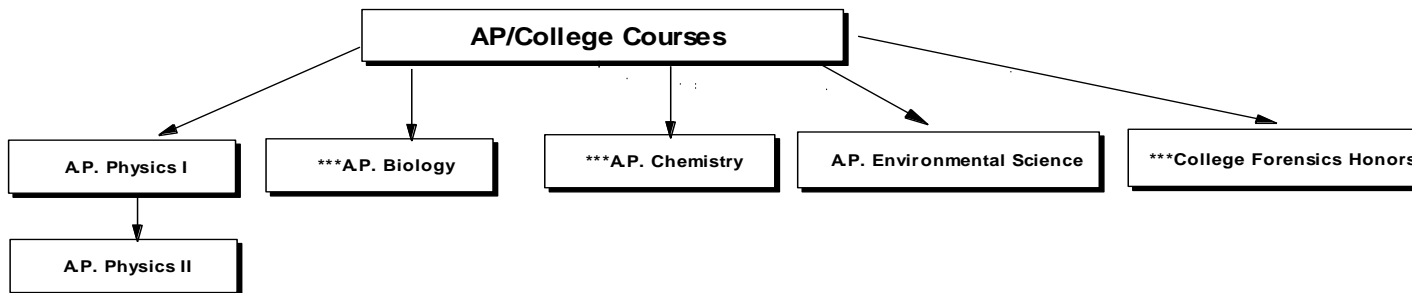 AP/College Courses
A.P. Physics I
***A.P. Biology
***A.P. Chemistry
A.P. Environmental Science
***College Forensics Honors
A.P. Physics II